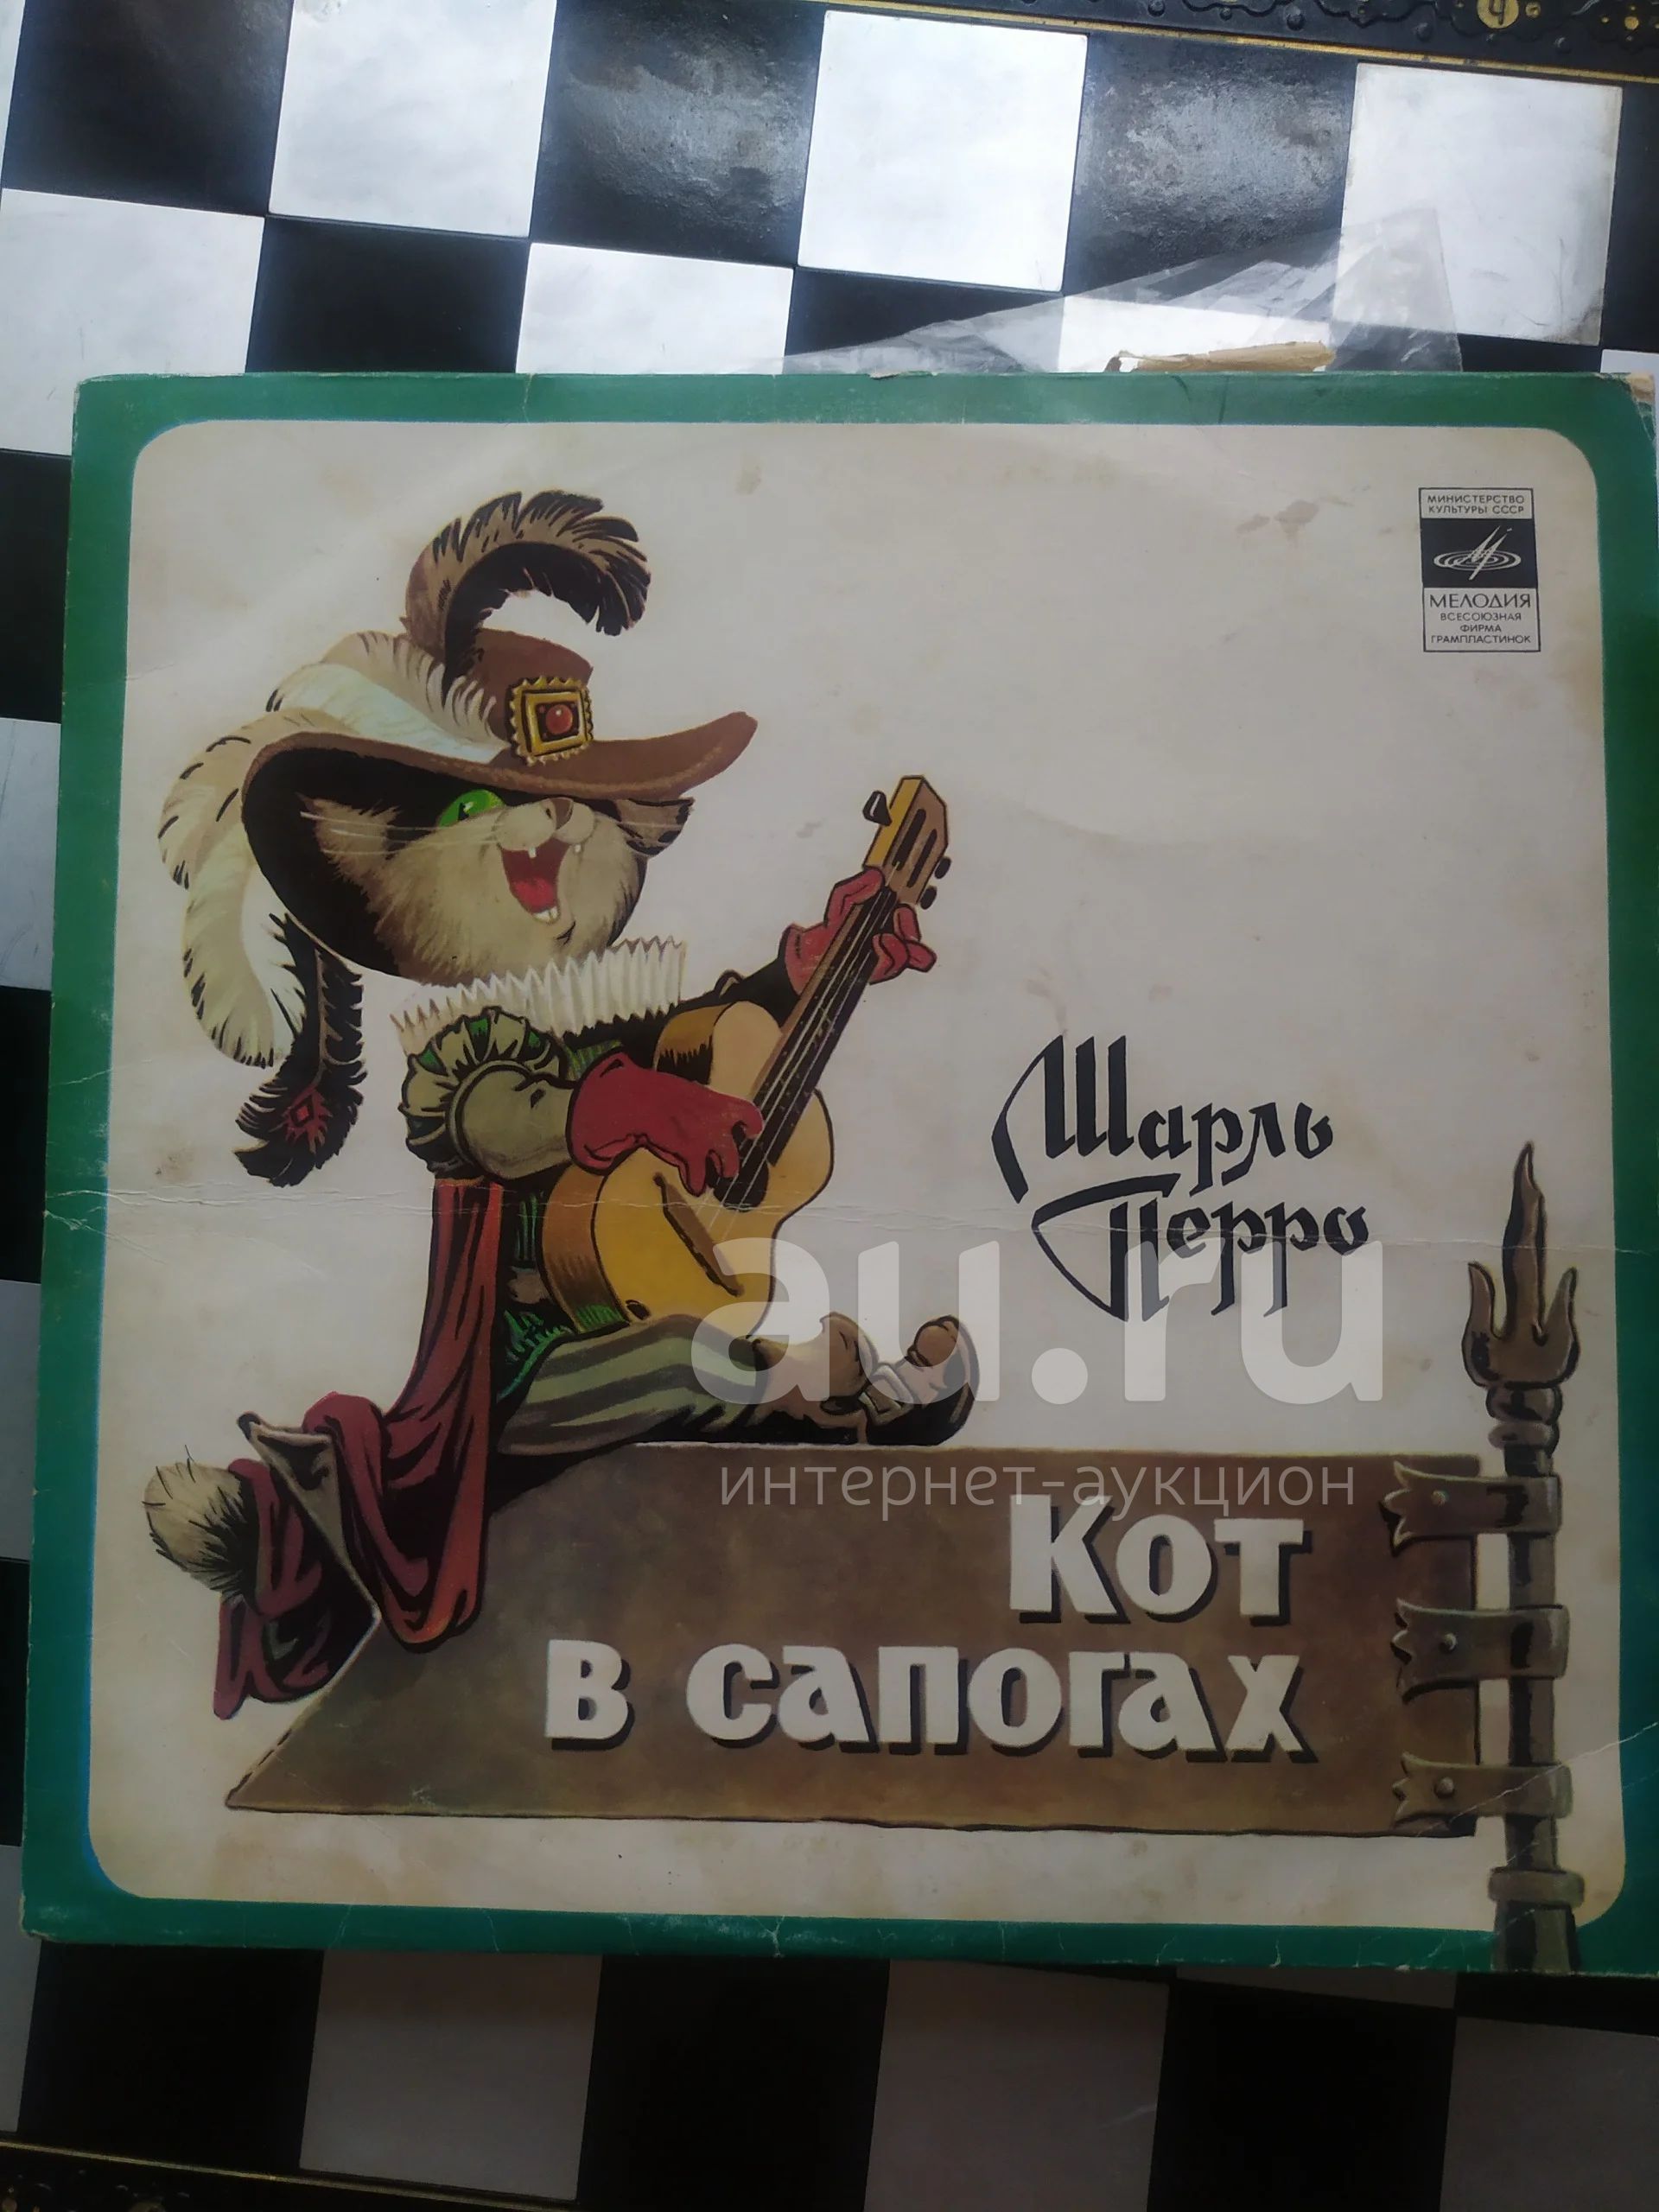 МИНИСТЕРСТВО
КУЛЬТУРЫ СССР
МЕЛОДИЯ
ВСЕСОЮЗНАЯ
ФИРМА
ГРАМПЛАСТИНОК
Шарль
Перро
au.ru
интернет-аукцион
Кот
в сапогах